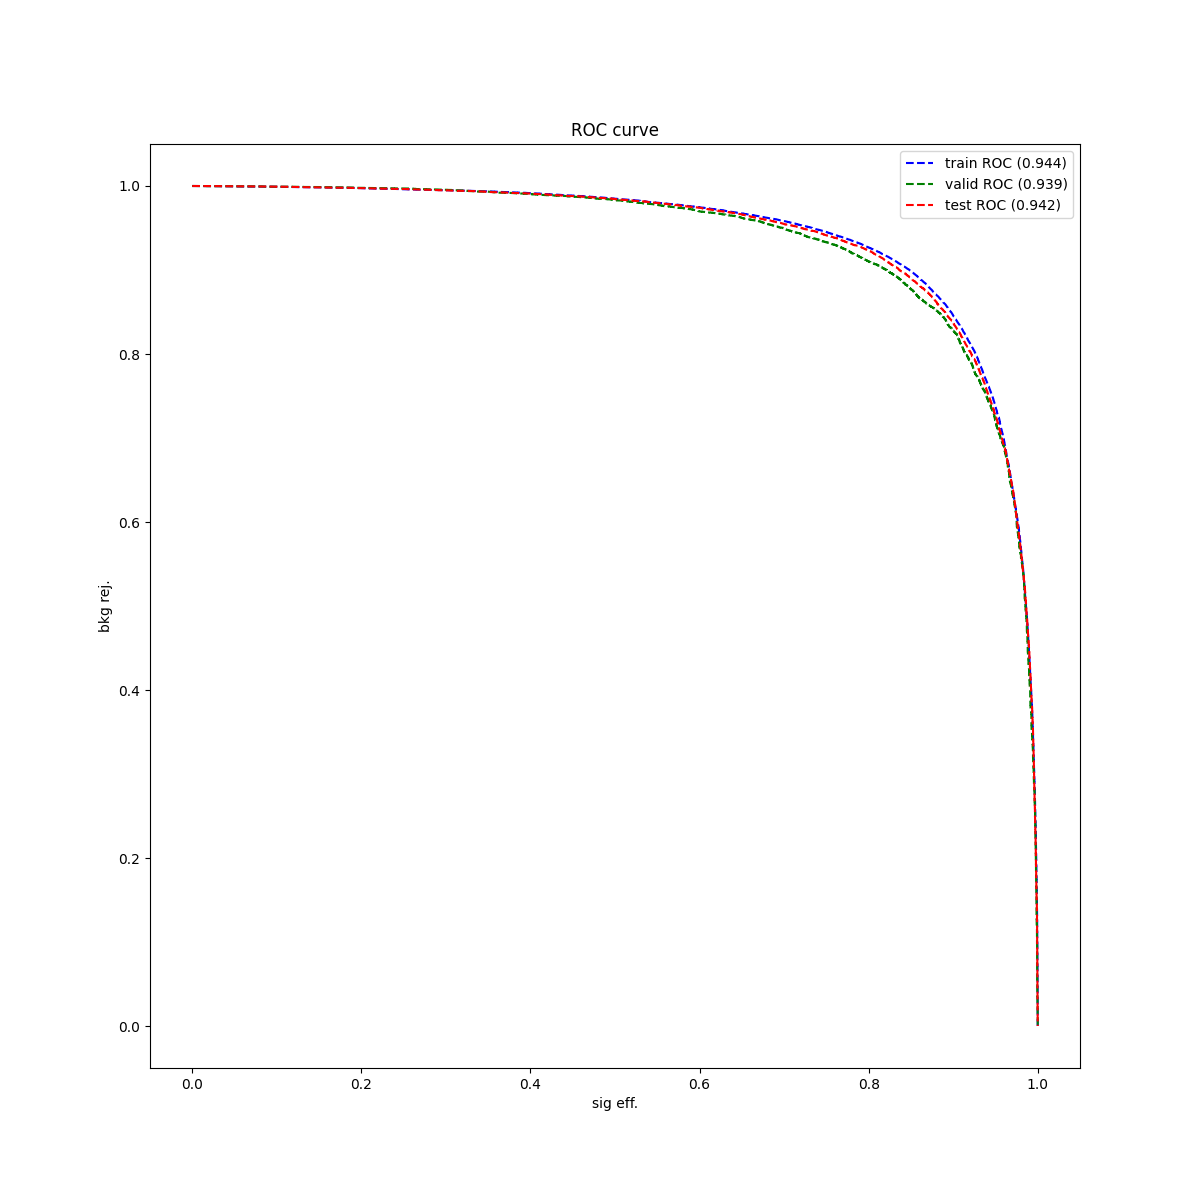 ROC curve
train ROC (0.944)
valid ROC (0.939)
test ROC (0.942)
1.0
0.8
0.6
0.4
0.2
0.0
bkg rej.
0.0 0.2 0.4 0.6 0.8 1.0
sig eff.